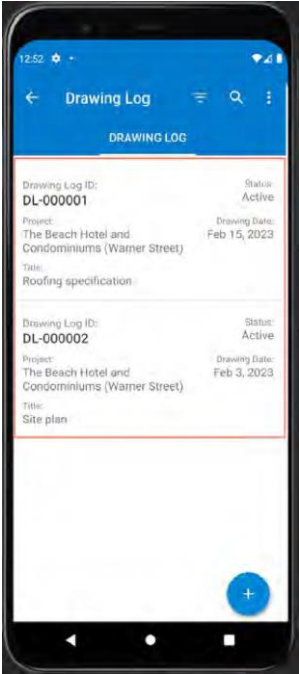 12:52
Drawing Log
DRAWING LOG
Drawing Log ID:
Status:
DL-000001
Active
Project:
Drawing Date:
The Beach Hotel and
Feb 15, 2023
Condominiums (Warner Street)
Title:
Roofing specification
Drawing Log ID:
Status:
DL-000002
Active
Project:
Drawing Date:
The Beach Hotel and
Feb 3, 2023
Condominiums (Warner Street)
Title:
Site plan